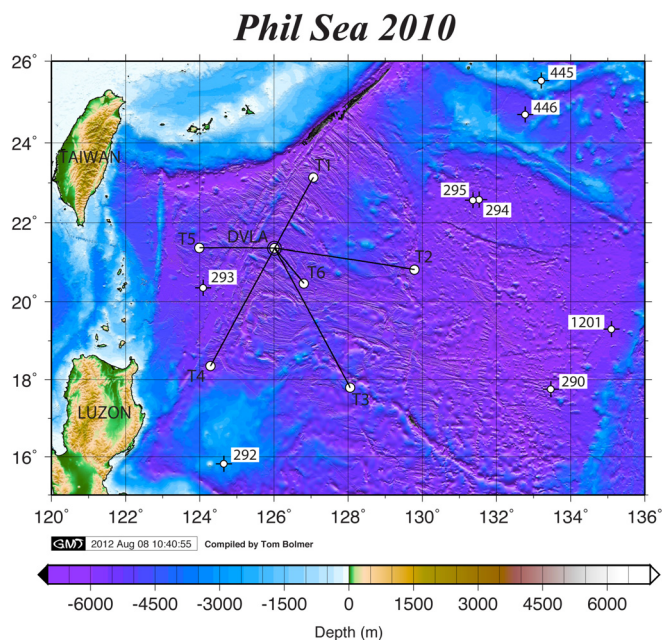 Phil Sea 2010
26°
24°
22°
20°
18°
16°
445
446
TAIWAN
T1
295
294
T5
DVLA
T2
T6
293
1201
T4
T3
290
LUZON
292
120° 122° 124° 126° 128° 130° 132° 134° 136°
GMT 2012 Aug 08 10:40:55 Compiled by Tom Bolmer
-6000 -4500 -3000 -1500 0 1500 3000 4500 6000
Depth (m)